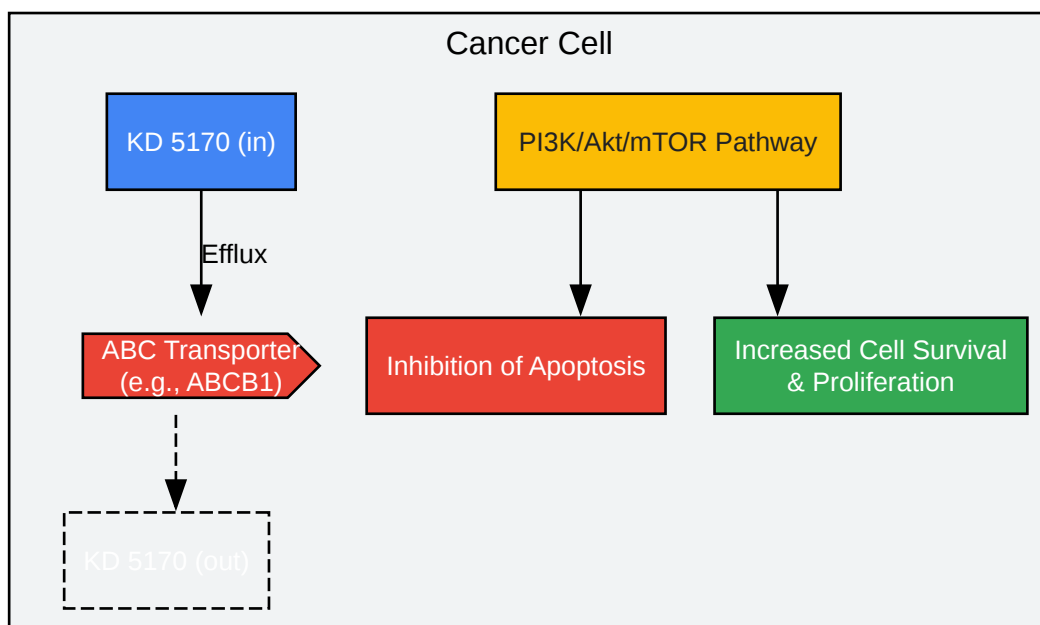 Cancer Cell
KD 5170 (in)
PI3K/Akt/mTOR Pathway
Efflux
ABC Transporter
(e.g., ABCB1)
Inhibition of Apoptosis
Increased Cell Survival
& Proliferation
KD 5170 (out)